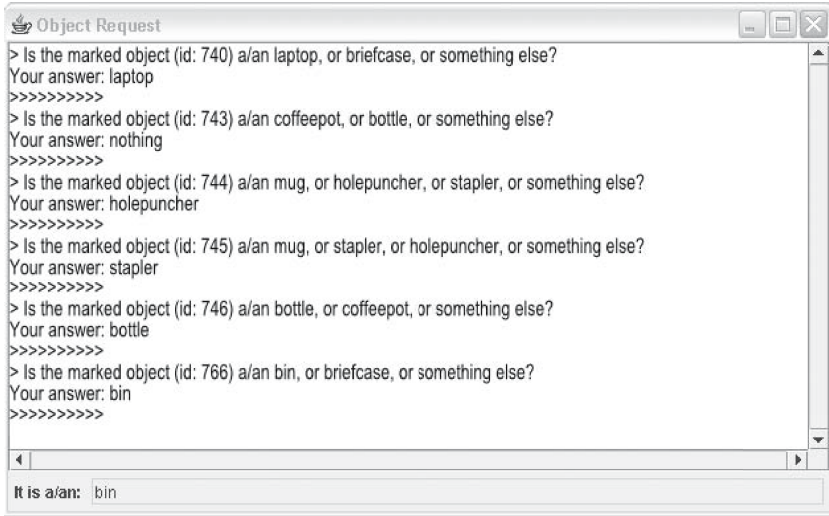 Object Request
> Is the marked object (id: 740) a/an laptop, or briefcase, or something else?
Your answer: laptop
>>>>>>>>>>
> Is the marked object (id: 743) a/an coffeepot, or bottle, or something else?
Your answer: nothing
>>>>>>>>>>
> Is the marked object (id: 744) a/an mug, or holepuncher, or stapler, or something else?
Your answer: holepuncher
>>>>>>>>>>
> Is the marked object (id: 745) a/an mug, or stapler, or holepuncher, or something else?
Your answer: stapler
>>>>>>>>>>
> Is the marked object (id: 746) a/an bottle, or coffeepot, or something else?
Your answer: bottle
>>>>>>>>>>
> Is the marked object (id: 766) a/an bin, or briefcase, or something else?
Your answer: bin
>>>>>>>>>>
It is a/an: bin